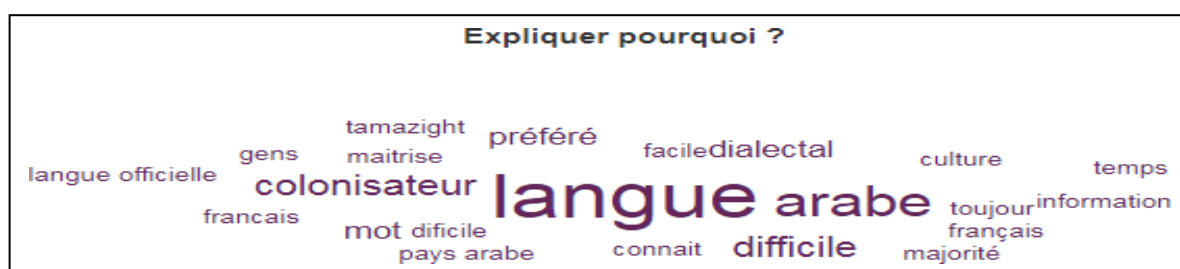 Expliquer pourquoi ?
tamazight préféré
gens maitrise facile dialectal culture
langue officielle colonisateur langue arabe temps
francais toujour information
mot dificile français
pays arabe connait difficile majorité